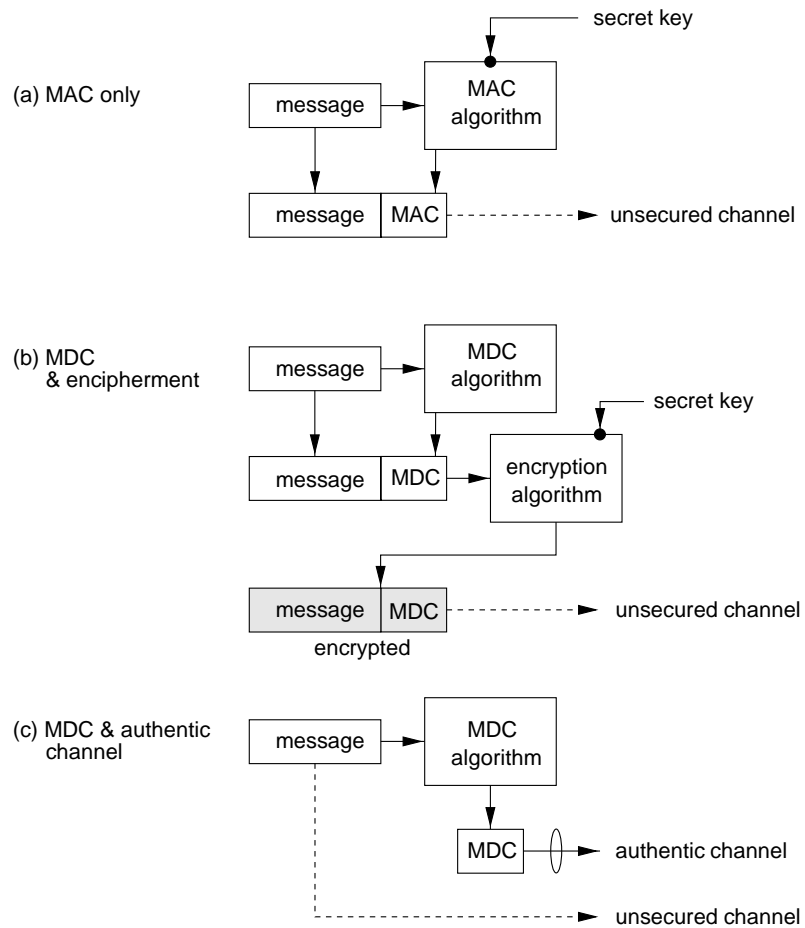 secret key
(a) MAC only
message
MAC
algorithm
message
MAC
unsecured channel
(b) MDC
& encipherment
message
MDC
algorithm
secret key
message
MDC
encryption
algorithm
message
MDC
unsecured channel
encrypted
(c) MDC & authentic
channel
message
MDC
algorithm
MDC
authentic channel
unsecured channel